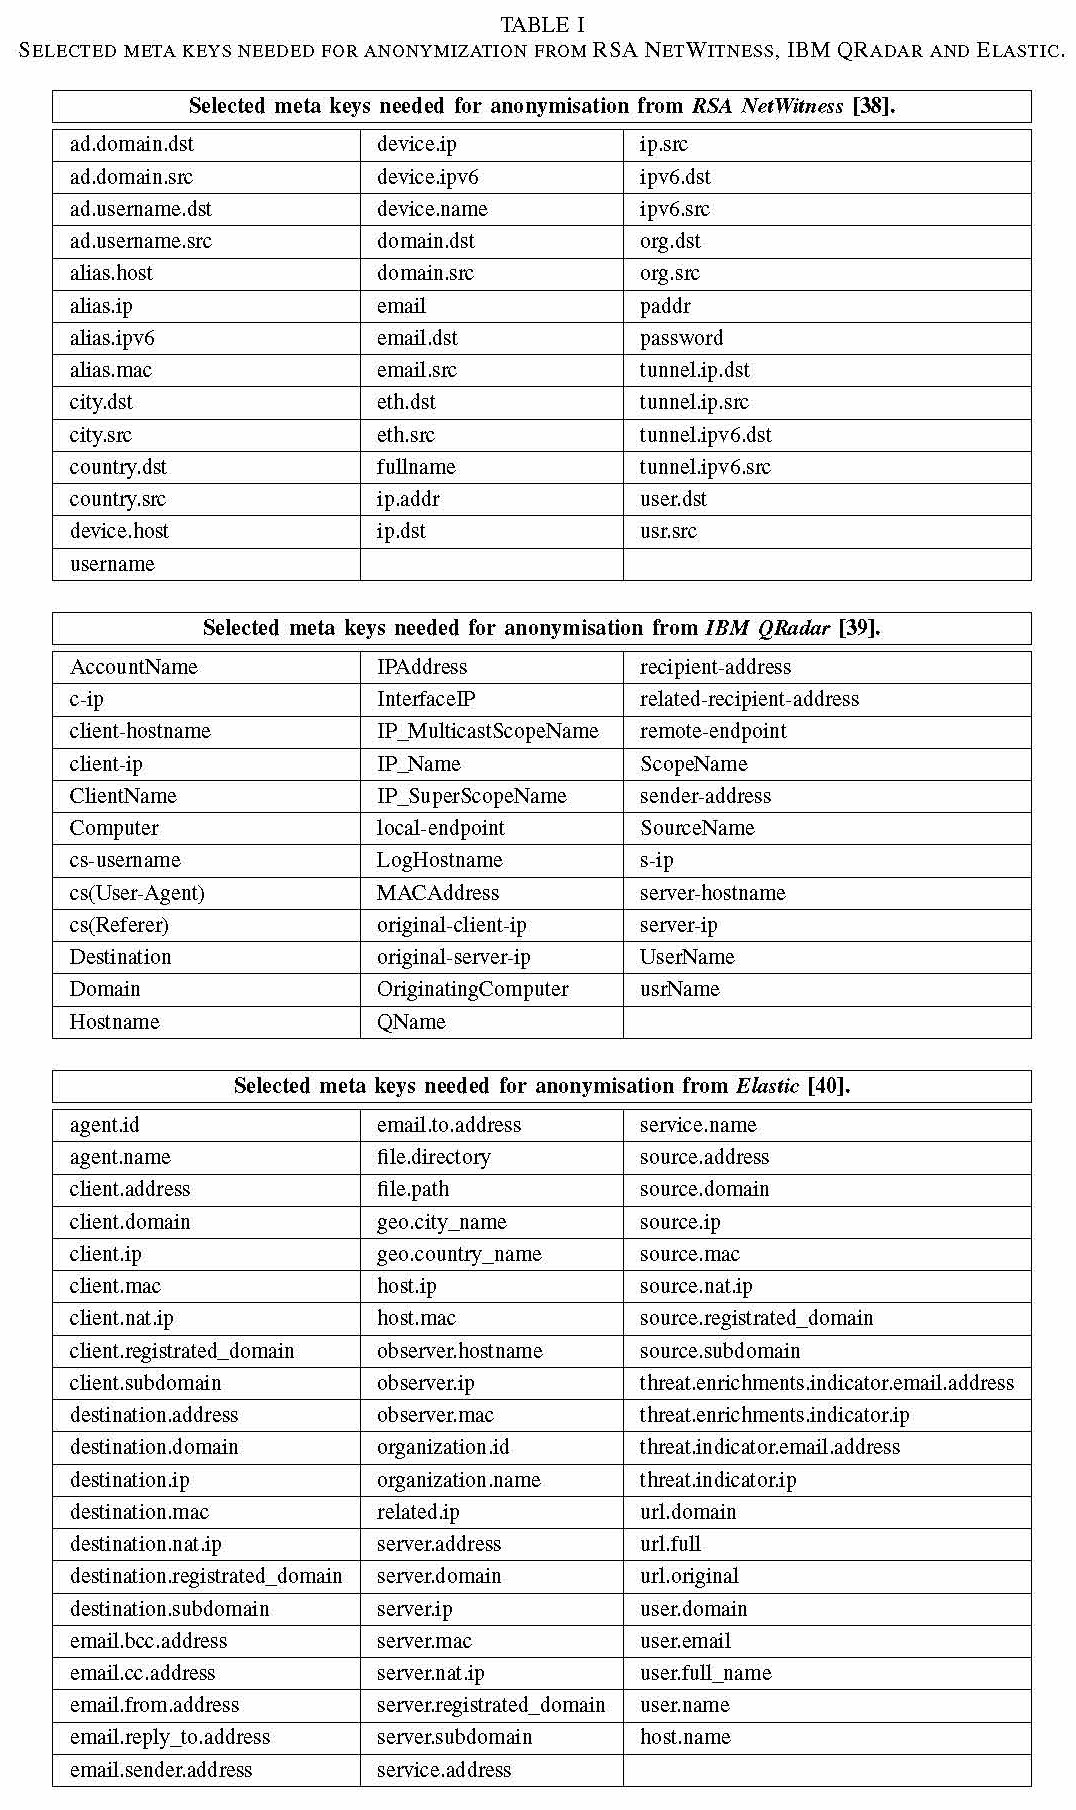 TABLE I
SELECTED META KEYS NEEDED FOR ANONYMIZATION FROM RSA NETWITNESS, IBM QRADAR AND ELASTIC.
Selected meta keys needed for anonymisation from RSA NetWitness [38].
ad.domain.dst device.ip ip.src
ad.domain.src device.ipv6 ipv6.dst
ad.username.dst device.name ipv6.src
ad.username.src domain.dst org.dst
alias.host domain.src org.src
alias.ip email paddr
alias.ipv6 email.dst password
alias.mac email.src tunnel.ip.dst
city.dst eth.dst tunnel.ip.src
city.src eth.src tunnel.ipv6.dst
country.dst fullname tunnel.ipv6.src
country.src ip.addr user.dst
device.host ip.dst usr.src
username
Selected meta keys needed for anonymisation from IBM QRadar [39].
AccountName IPAddress recipient-address
c-ip InterfaceIP related-recipient-address
client-hostname IP_MulticastScopeName remote-endpoint
client-ip IP_Name ScopeName
ClientName IP_SuperScopeName sender-address
Computer local-endpoint SourceName
cs-username LogHostname s-ip
cs(User-Agent) MACAddress server-hostname
cs(Referer) original-client-ip server-ip
Destination original-server-ip UserName
Domain OriginatingComputer usrName
Hostname QName
Selected meta keys needed for anonymisation from Elastic [40].
agent.id email.to.address service.name
agent.name file.directory source.address
client.address file.path source.domain
client.domain geo.city_name source.ip
client.ip geo.country_name source.mac
client.mac host.ip source.nat.ip
client.nat.ip host.mac source.registrated_domain
client.registrated_domain observer.hostname source.subdomain
client.subdomain observer.ip threat.enrichments.indicator.email.address
destination.address observer.mac threat.enrichments.indicator.ip
destination.domain organization.id threat.indicator.email.address
destination.ip organization.name threat.indicator.ip
destination.mac related.ip url.domain
destination.nat.ip server.address url.full
destination.registrated_domain server.domain url.original
destination.subdomain server.ip user.domain
email.bcc.address server.mac user.email
email.cc.address server.nat.ip user.full_name
email.from.address server.registrated_domain user.name
email.reply_to.address server.subdomain host.name
email.sender.address service.address